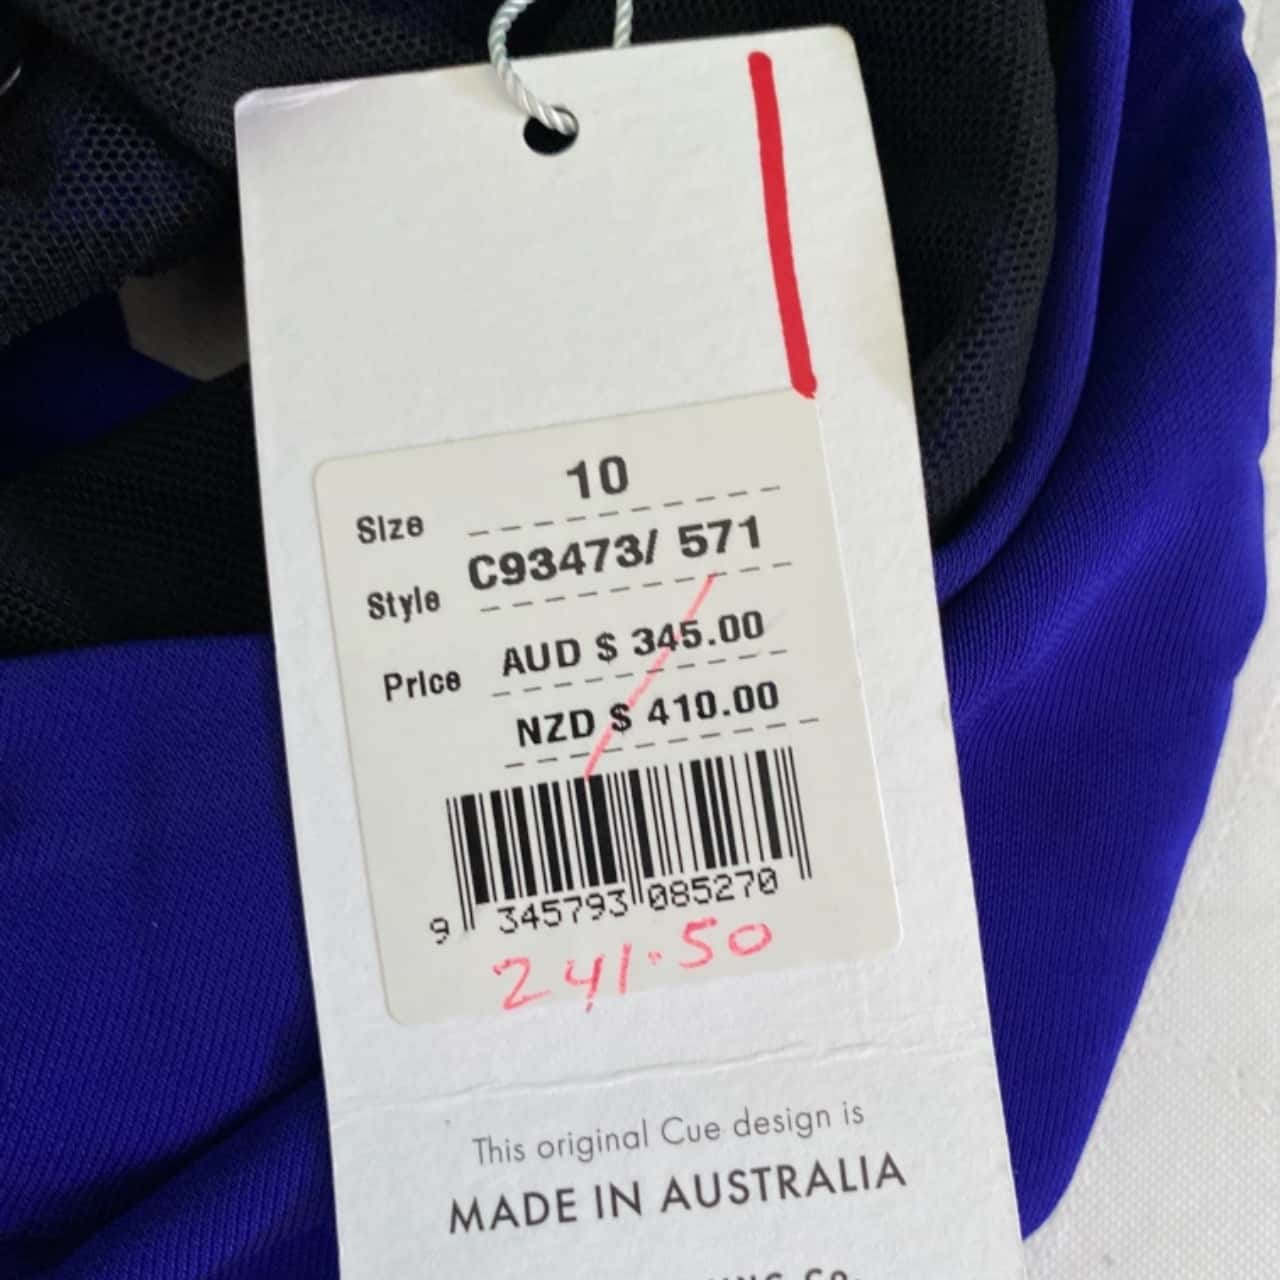 Size 10
Style C93473/ 571
Price AUD $ 345.00
NZD $ 410.00
9 345793 085270
241.50
This original Cue design is
MADE IN AUSTRALIA
Co.